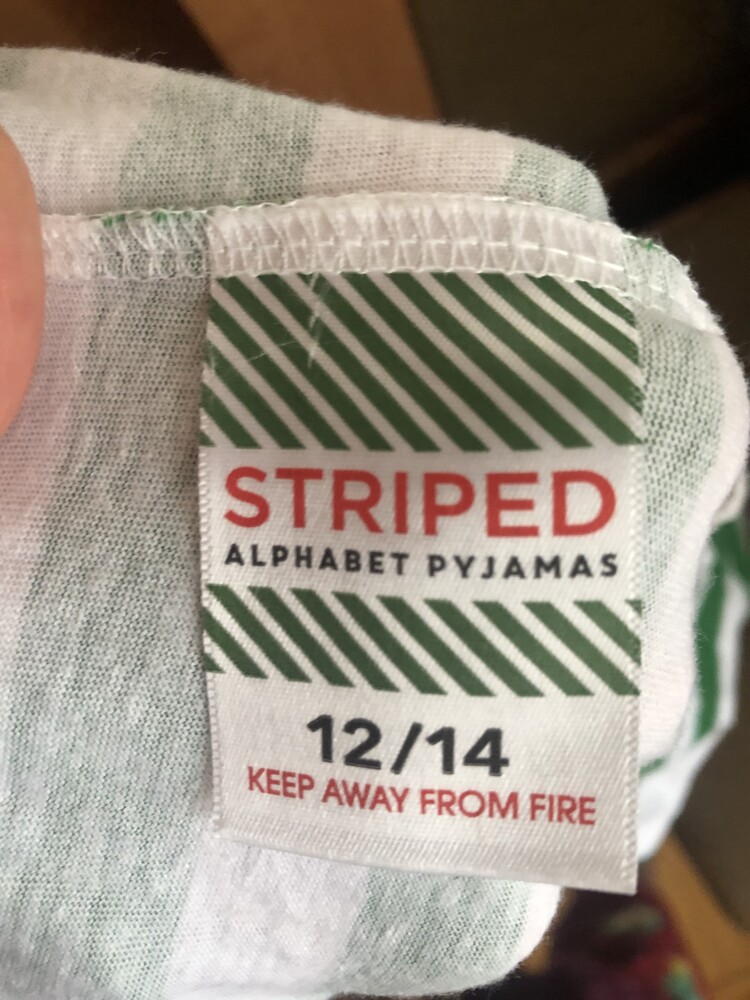 STRIPED
ALPHABET PYJAMAS
12/14
KEEP AWAY FROM FIRE